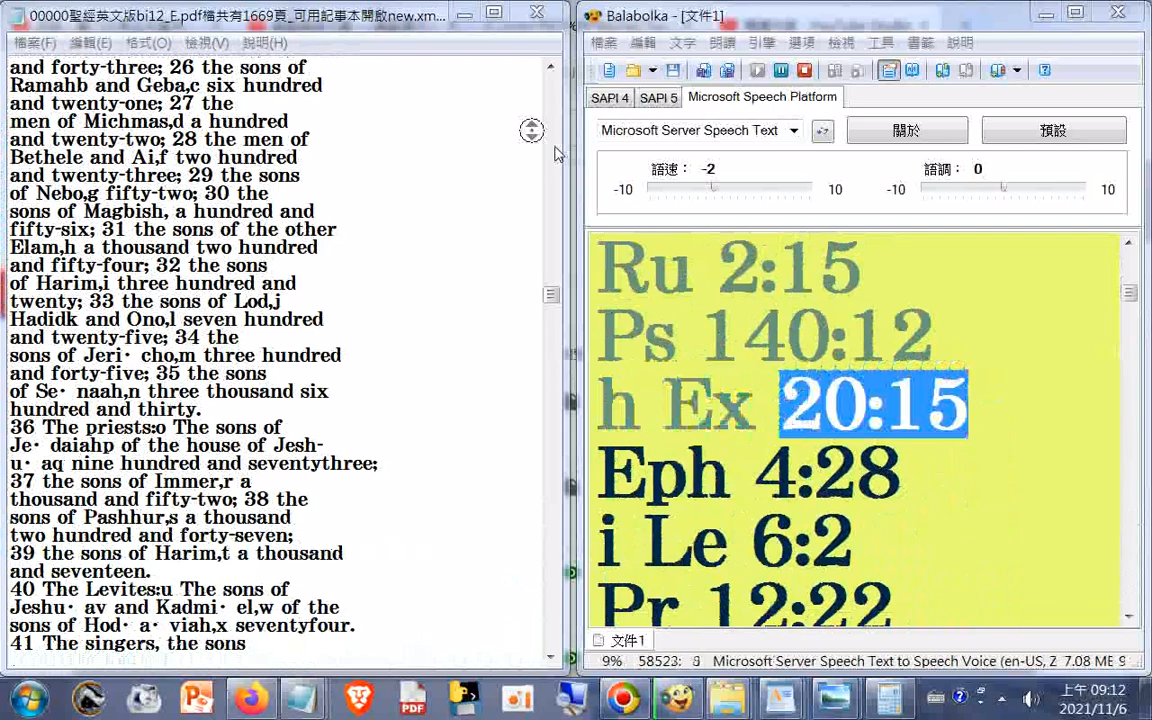 00000聖經英文版bi12_E.pdf檔共有1669頁_可用記事本開啟new.xm...
檔案(F) 編輯(E) 格式(O) 檢視(V) 說明(H)
and forty-three; 26 the sons of
Ramahb and Geba,c six hundred
and twenty-one; 27 the
men of Michmas,d a hundred
and twenty-two; 28 the men of
Bethele and Ai,f two hundred
and twenty-three; 29 the sons
of Nebo,g fifty-two; 30 the
sons of Magbish, a hundred and
fifty-six; 31 the sons of the other
Elam,h a thousand two hundred
and fifty-four; 32 the sons
of Harim,i three hundred and
twenty; 33 the sons of Lod,j
Hadidk and Ono,l seven hundred
and twenty-five; 34 the
sons of Jeri· cho,m three hundred
and forty-five; 35 the sons
of Se· naah,n three thousand six
hundred and thirty.
36 The priests:o The sons of
Je· daiahp of the house of Jesh-
u· aq nine hundred and seventythree;
37 the sons of Immer,r a
thousand and fifty-two; 38 the
sons of Pashhur,s a thousand
two hundred and forty-seven;
39 the sons of Harim,t a thousand
and seventeen.
40 The Levites:u The sons of
Jeshu· av and Kadmi· el,w of the
sons of Hod· a· viah,x seventyfour.
41 The singers, the sons
Balabolka - [文件1]
檔案 編輯 文字 朗讀 引擎 選項 檢視 工具 書籤 說明
SAPI 4 SAPI 5 Microsoft Speech Platform
Microsoft Server Speech Text 關於 預設
語速: -2 語調: 0
-10 10 -10 10
Ru 2:15
Ps 140:12
h Ex 20:15
Eph 4:28
i Le 6:2
Pr 12:22
文件1
9% 58523: 8 Microsoft Server Speech Text to Speech Voice (en-US, Z 7.08 MB 9
上午 09:12
2021/11/6